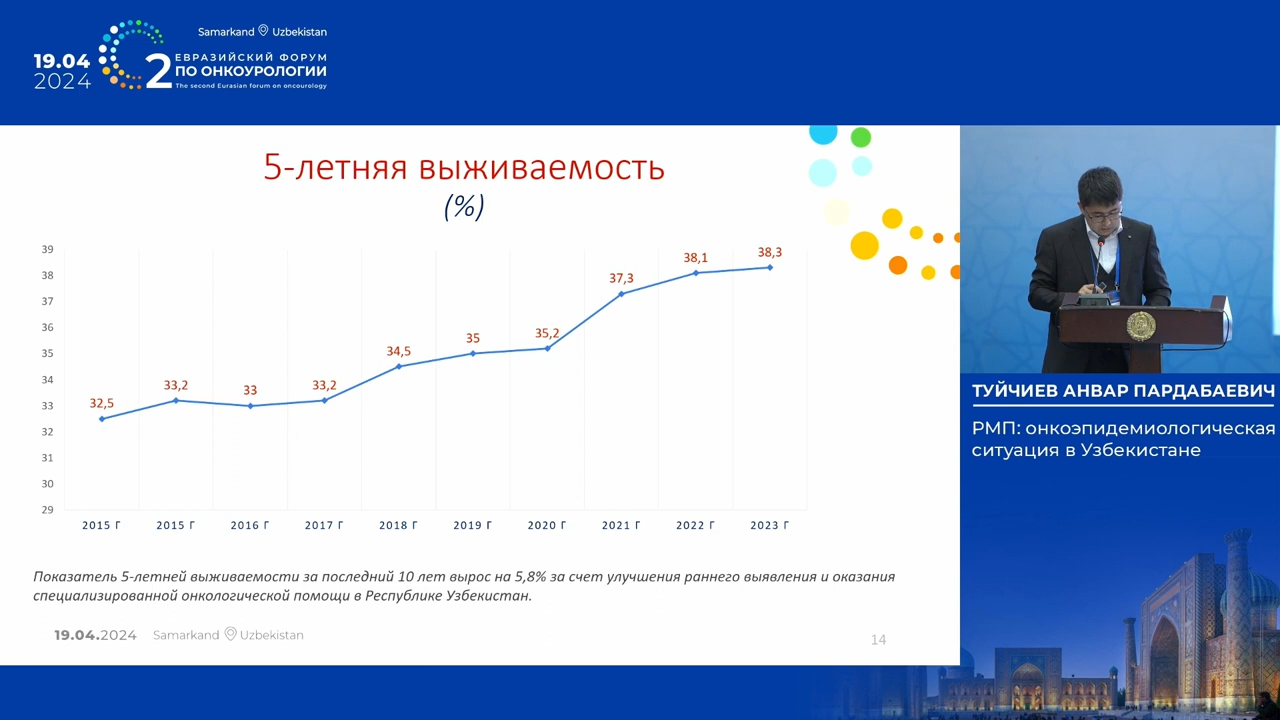 19.04
2024
2
Samarkand Uzbekistan
ЕВРАЗИЙСКИЙ ФОРУМ
ПО ОНКОУРОЛОГИИ
The second Eurasian forum on oncourology
5-летняя выживаемость
(%)
39
38
37
36
35
34
33
32
31
30
29
32,5
33,2
33
33,2
34,5
35
35,2
37,3
38,1
38,3
2015 Г
2015 Г
2016 Г
2017 Г
2018 Г
2019 Г
2020 Г
2021 Г
2022 Г
2023 Г
Показатель 5-летней выживаемости за последний 10 лет вырос на 5,8% за счет улучшения раннего выявления и оказания
специализированной онкологической помощи в Республике Узбекистан.
19.04.2024 Samarkand Uzbekistan
14
ТУЙЧИЕВ АНВАР ПАРДАБАЕВИЧ
РМП: онкоэпидемиологическая
ситуация в Узбекистане